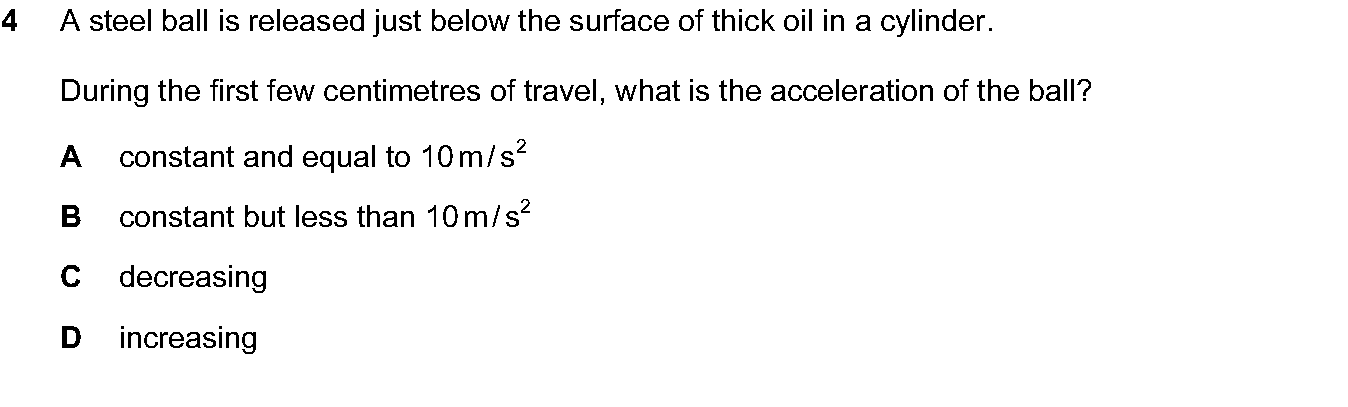 4 A steel ball is released just below the surface of thick oil in a cylinder.
During the first few centimetres of travel, what is the acceleration of the ball?
A constant and equal to 10 m/s²
B constant but less than 10 m/s²
C decreasing
D increasing